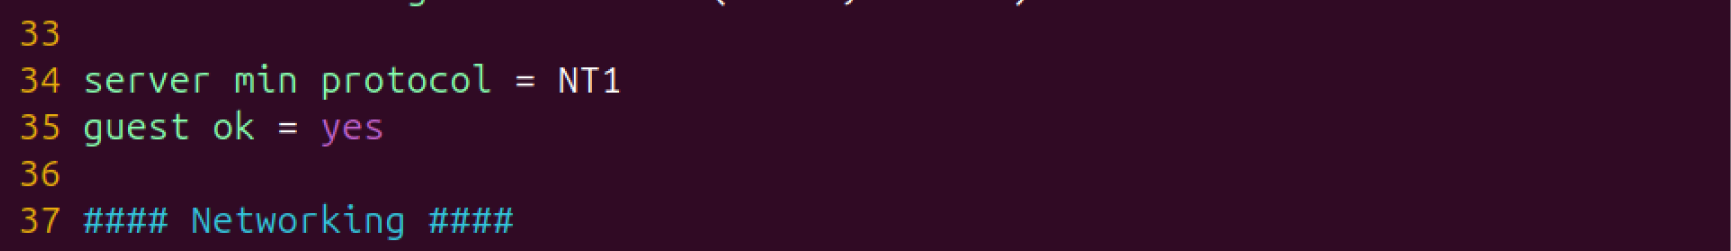 33
34 server min protocol = NT1
35 guest ok = yes
36
37 #### Networking ####